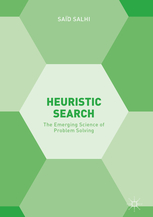 SAÏD SALHI
HEURISTIC
SEARCH
The Emerging Science of
Problem Solving